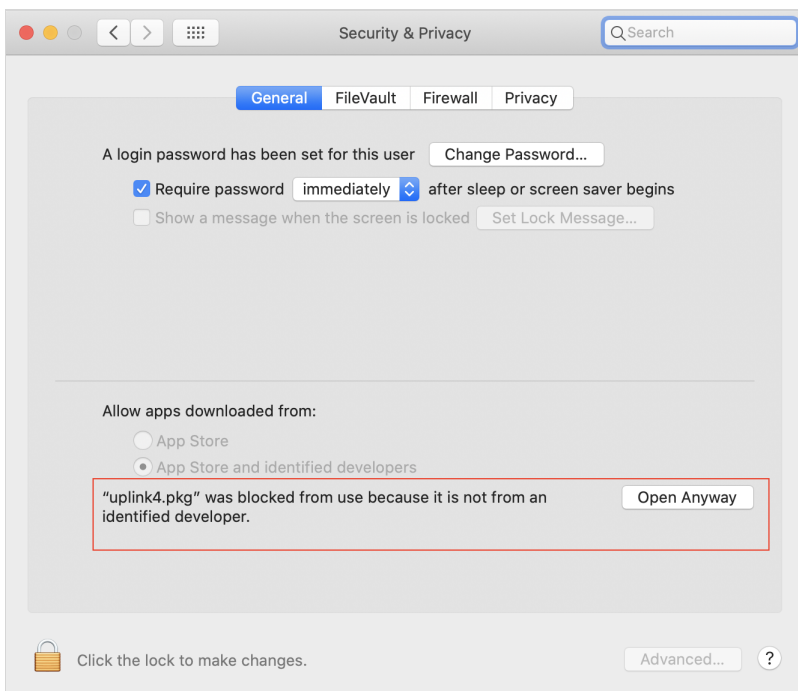 Security & Privacy
Search
General FileVault Firewall Privacy
A login password has been set for this user Change Password...
Require password immediately after sleep or screen saver begins
Show a message when the screen is locked Set Lock Message...
Allow apps downloaded from:
App Store
App Store and identified developers
“uplink4.pkg” was blocked from use because it is not from an Open Anyway
identified developer.
Click the lock to make changes. Advanced... ?